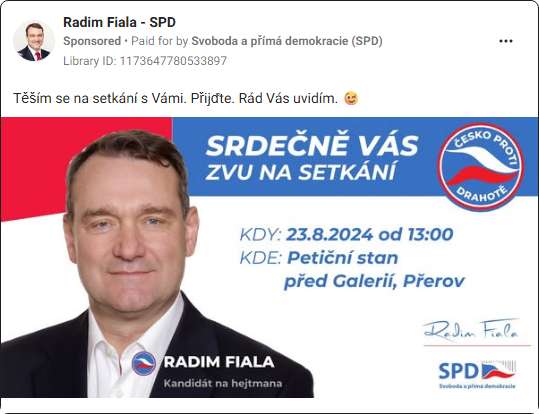 Radim Fiala - SPD
Sponsored • Paid for by Svoboda a přímá demokracie (SPD)
Library ID: 1173647780533897
Těším se na setkání s Vámi. Přijďte. Rád Vás uvidím. 😉
SRDEČNĚ VÁS
ZVU NA SETKÁNÍ
ČESKO PROTI
DRAHOTĚ
KDY: 23.8.2024 od 13:00
KDE: Petiční stan
před Galerií, Přerov
Radim Fiala
RADIM FIALA
Kandidát na hejtmana
SPD
Svoboda a přímá demokracie